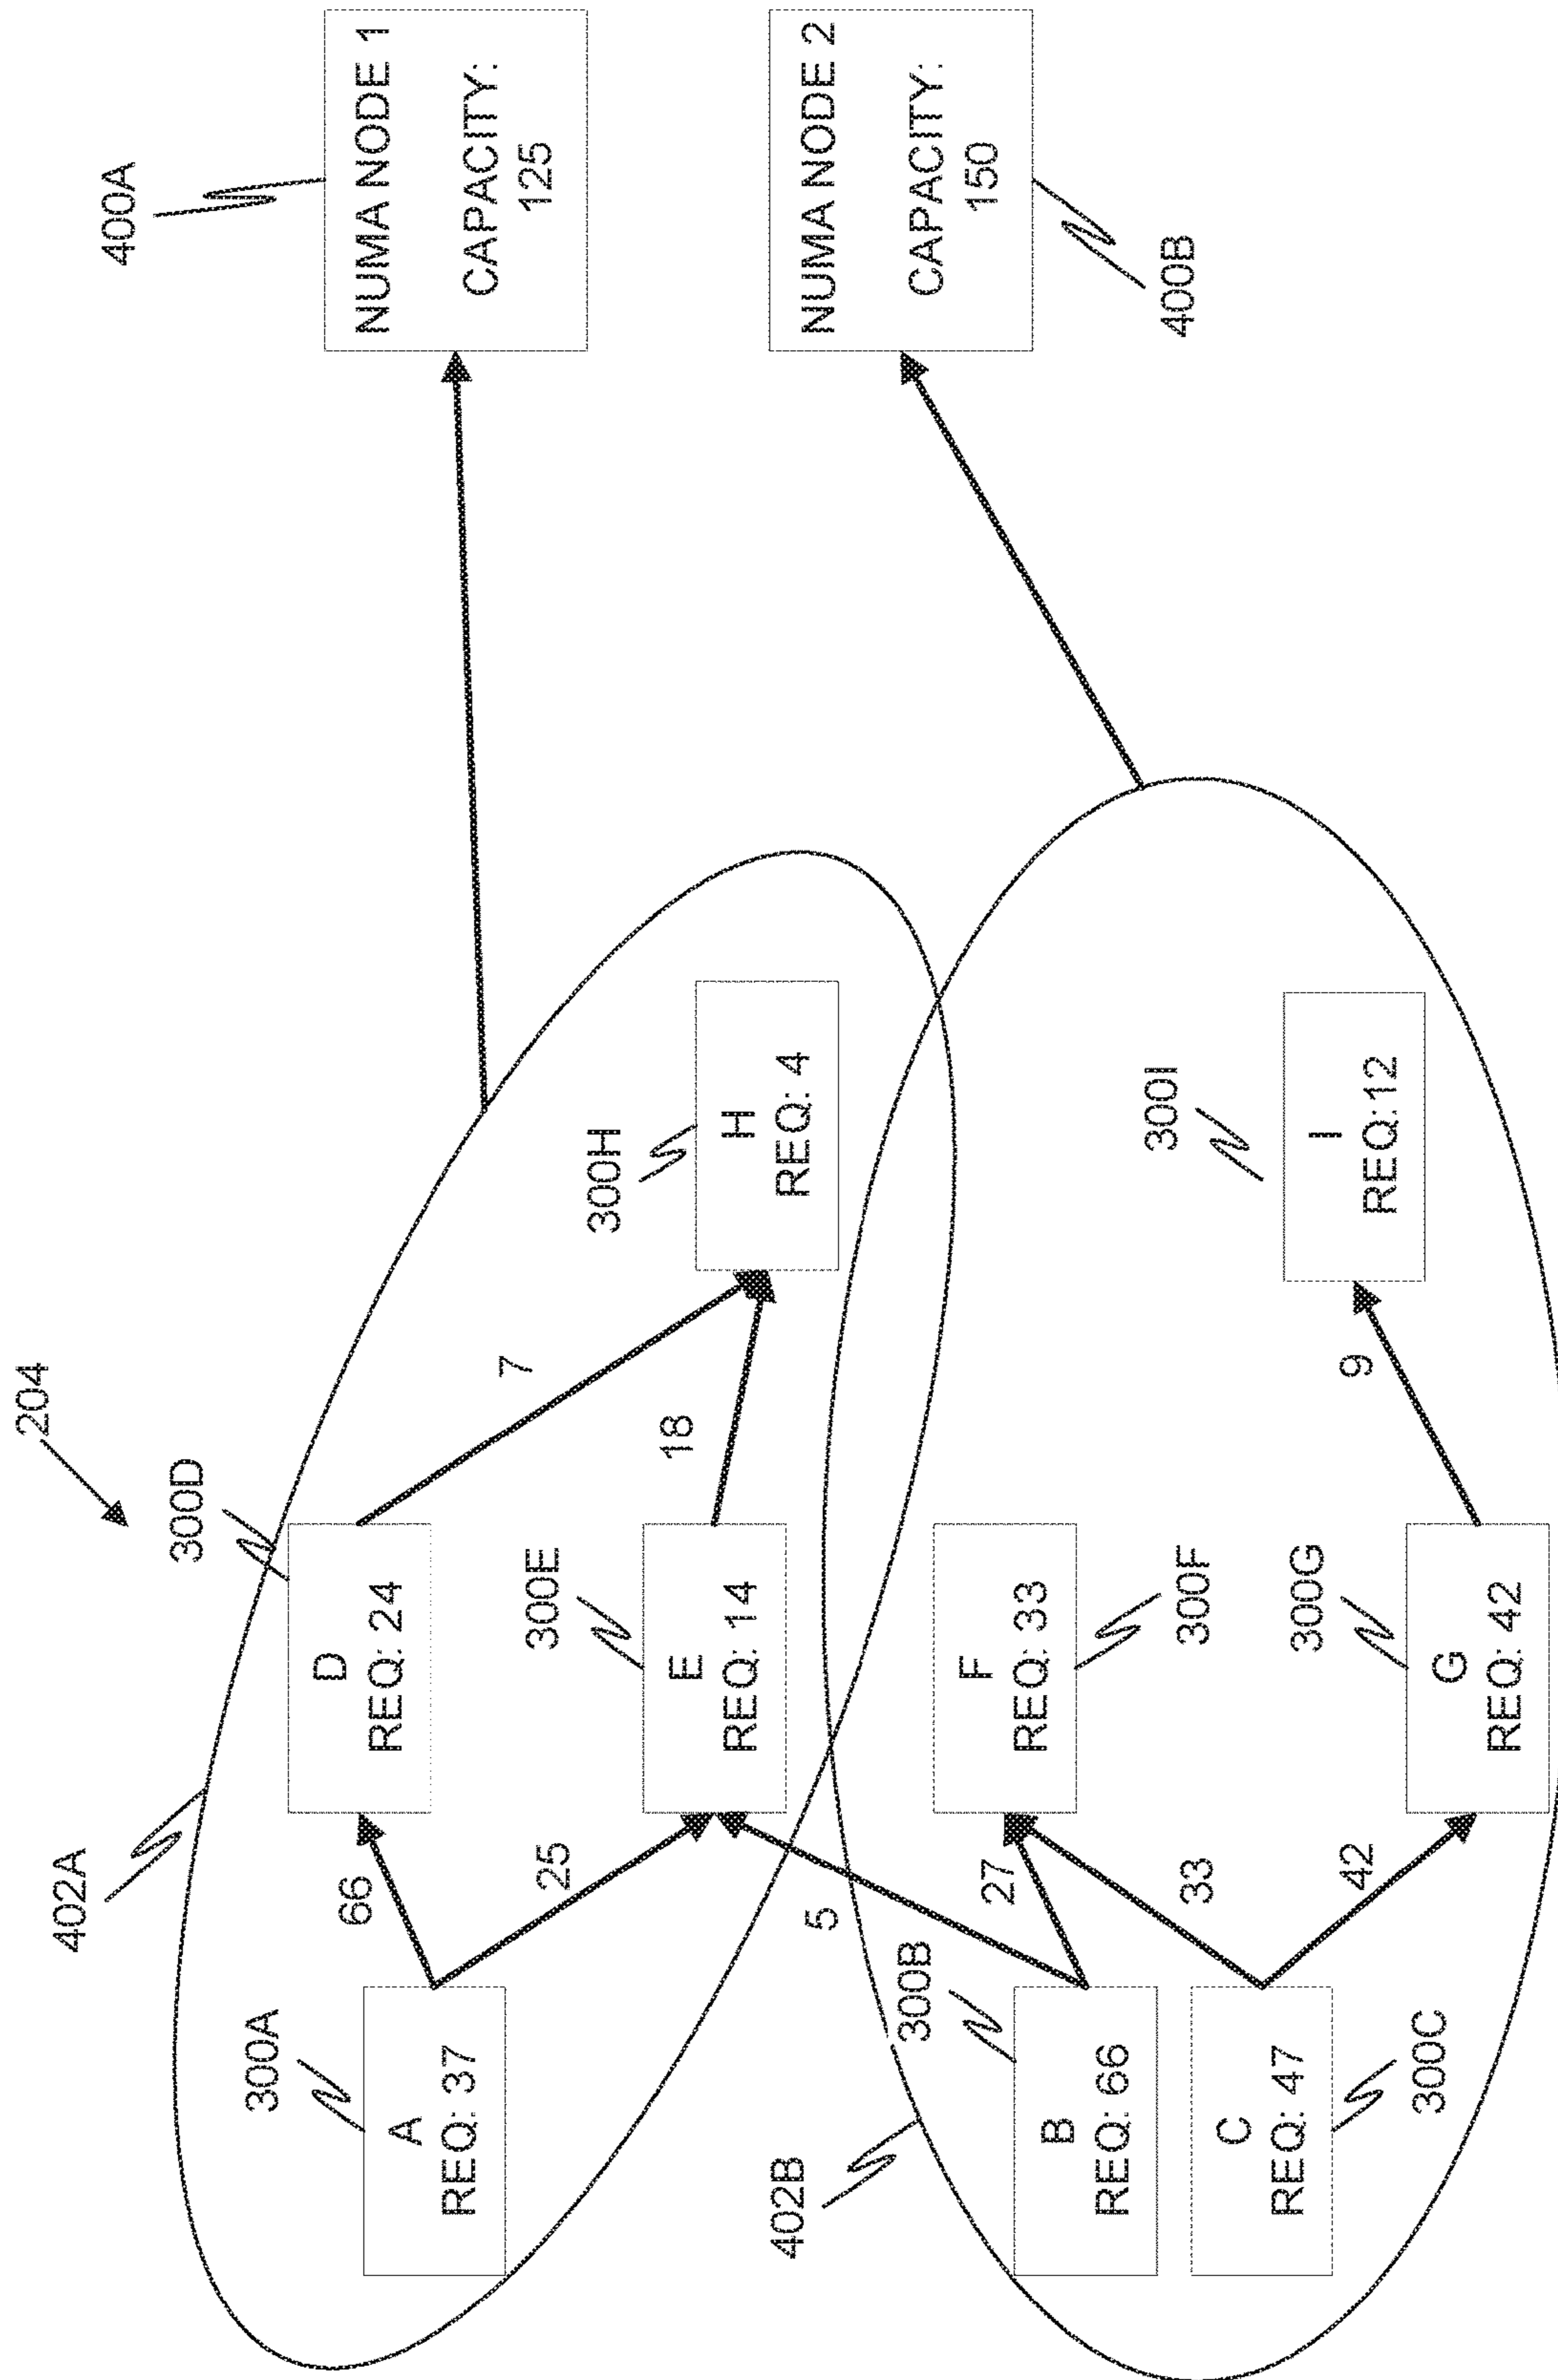 204
402A
300A
A
REQ: 37
66
25
300D
D
REQ: 24
300E
E
REQ: 14
7
18
300H
H
REQ: 4
400A
NUMA NODE 1
CAPACITY:
125
5
402B
300B
B
REQ: 66
C
REQ: 47
300C
27
33
42
F
REQ: 33
300F
300G
G
REQ: 42
9
300I
I
REQ:12
NUMA NODE 2
CAPACITY:
150
400B